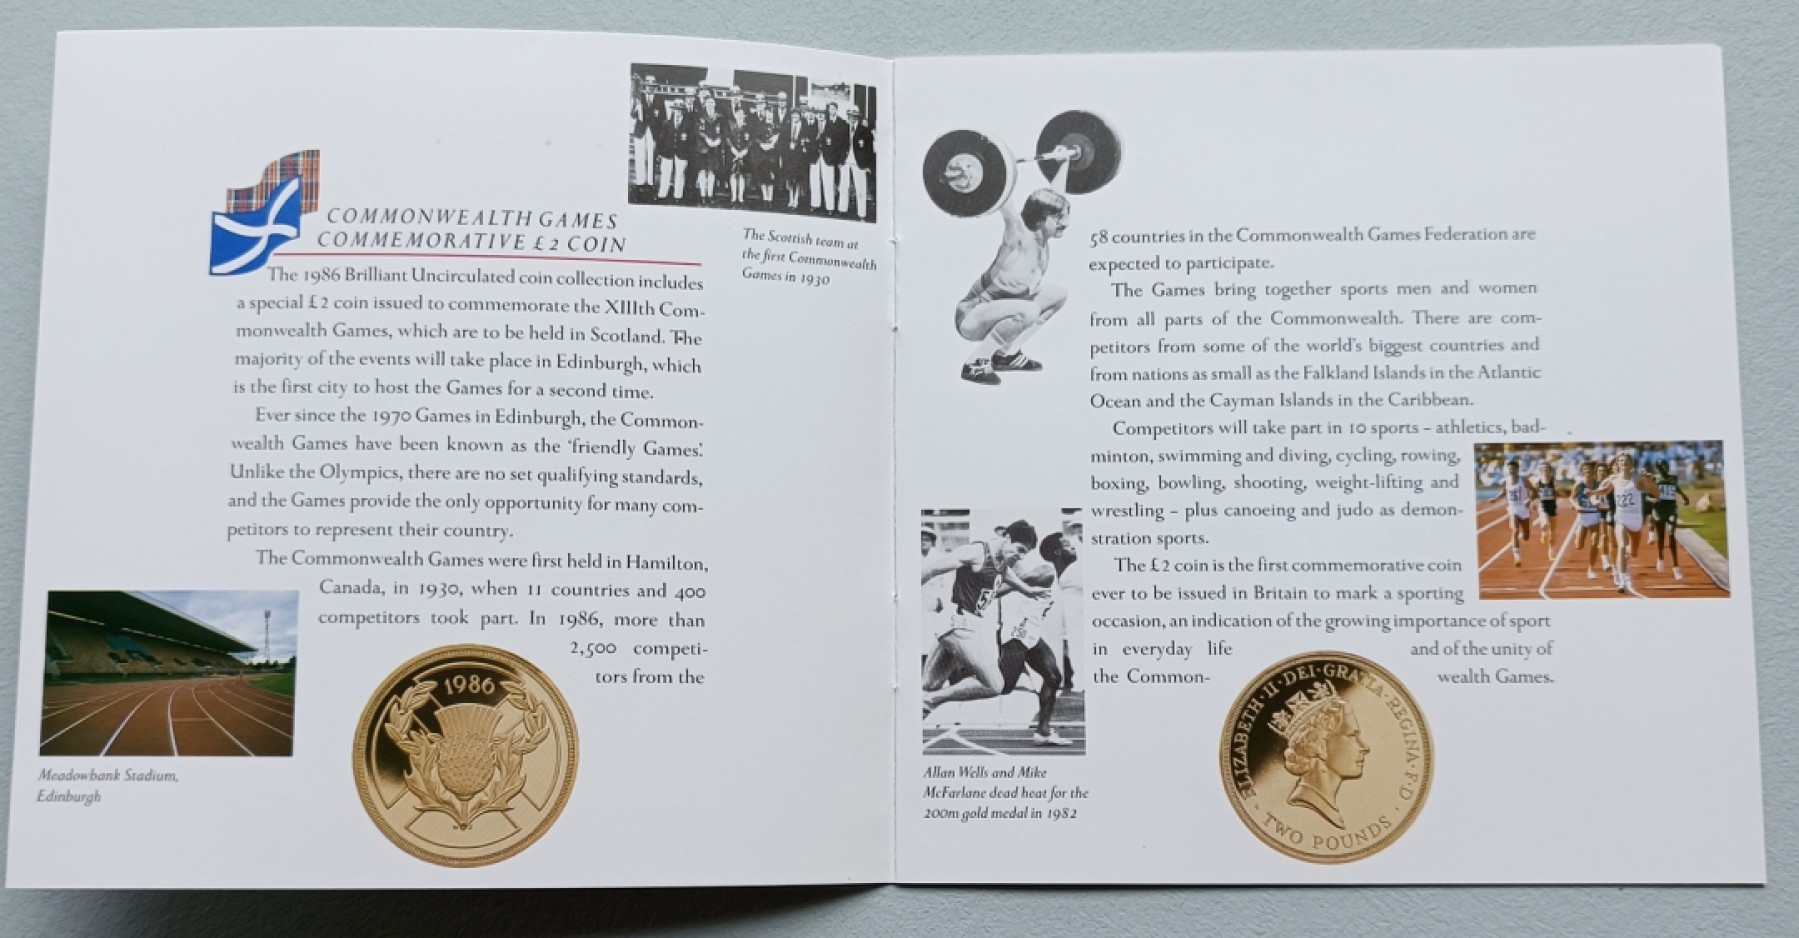 COMMONWEALTH GAMES
COMMEMORATIVE £2 COIN
The 1986 Brilliant Uncirculated coin collection includes
a special £2 coin issued to commemorate the XIIIth Com-
monwealth Games, which are to be held in Scotland. The
majority of the events will take place in Edinburgh, which
is the first city to host the Games for a second time.
Ever since the 1970 Games in Edinburgh, the Common-
wealth Games have been known as the 'friendly Games'.
Unlike the Olympics, there are no set qualifying standards,
and the Games provide the only opportunity for many com-
petitors to represent their country.
The Commonwealth Games were first held in Hamilton,
Canada, in 1930, when 11 countries and 400
competitors took part. In 1986, more than
2,500 competi-
tors from the
The Scottish team at
the first Commonwealth
Games in 1930
Meadowbank Stadium,
Edinburgh
1986
58 countries in the Commonwealth Games Federation are
expected to participate.
The Games bring together sports men and women
from all parts of the Commonwealth. There are com-
petitors from some of the world's biggest countries and
from nations as small as the Falkland Islands in the Atlantic
Ocean and the Cayman Islands in the Caribbean.
Competitors will take part in 10 sports – athletics, bad-
minton, swimming and diving, cycling, rowing,
boxing, bowling, shooting, weight-lifting and
wrestling – plus canoeing and judo as demon-
stration sports.
The £2 coin is the first commemorative coin
ever to be issued in Britain to mark a sporting
occasion, an indication of the growing importance of sport
in everyday life and of the unity of
the Common- wealth Games.
222
Allan Wells and Mike
McFarlane dead heat for the
200m gold medal in 1982
ELIZABETH·II·DEI·GRATIA·REGINA·F·D·
TWO POUNDS